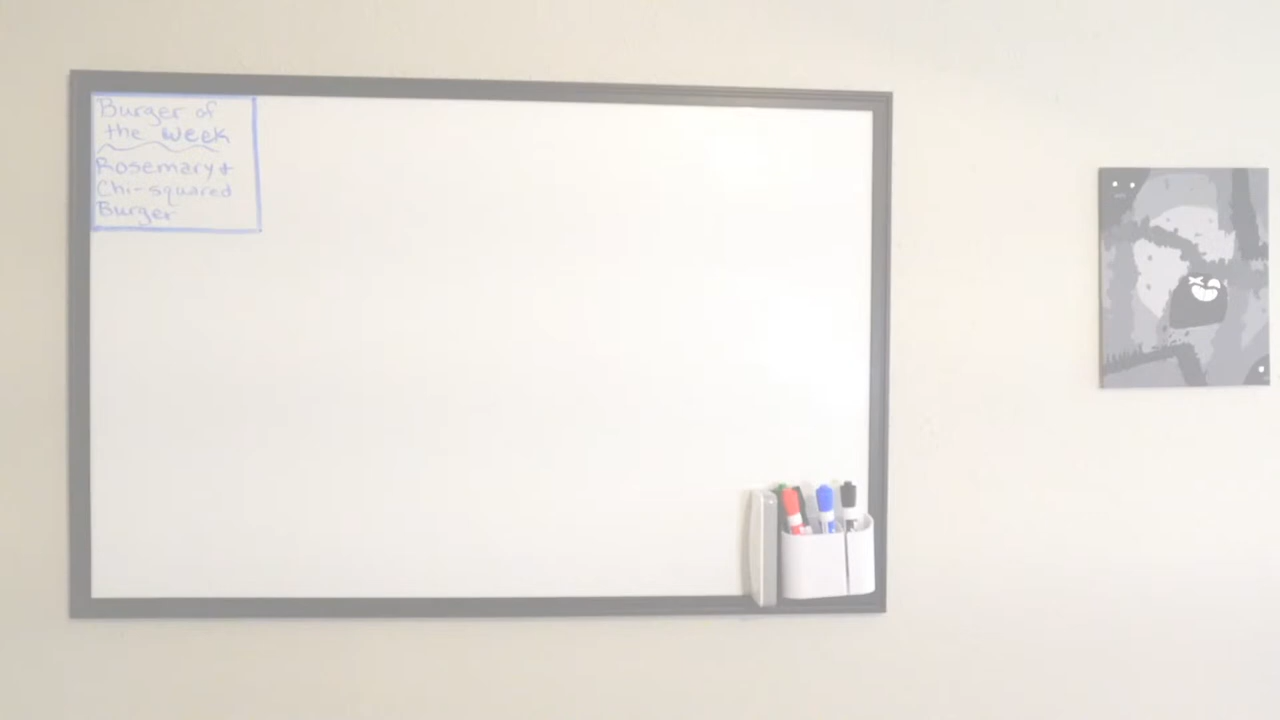 Burger of
the week
Rosemary +
Chi-squared
Burger